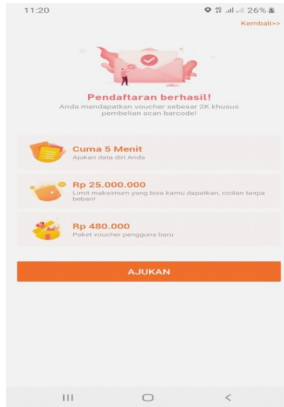 11:20
26%
Kembali>>
Pendaftaran berhasil!
Anda mendapatkan voucher sebesar 2K khusus
pembelian scan barcode!
Cuma 5 Menit
Ajukan data diri Anda
Rp 25.000.000
Limit maksimum yang bisa kamu dapatkan, cicilan tanpa
beban!
Rp 480.000
Paket voucher pengguna baru
AJUKAN